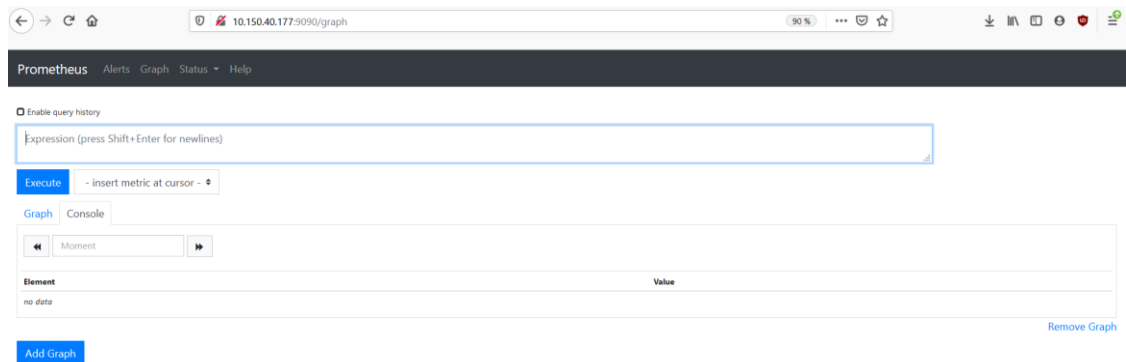 10.150.40.177:9090/graph 90 %
Prometheus Alerts Graph Status Help
Enable query history
Expression (press Shift+Enter for newlines)
Execute - insert metric at cursor -
Graph Console
Moment
Element Value
no data
Remove Graph
Add Graph